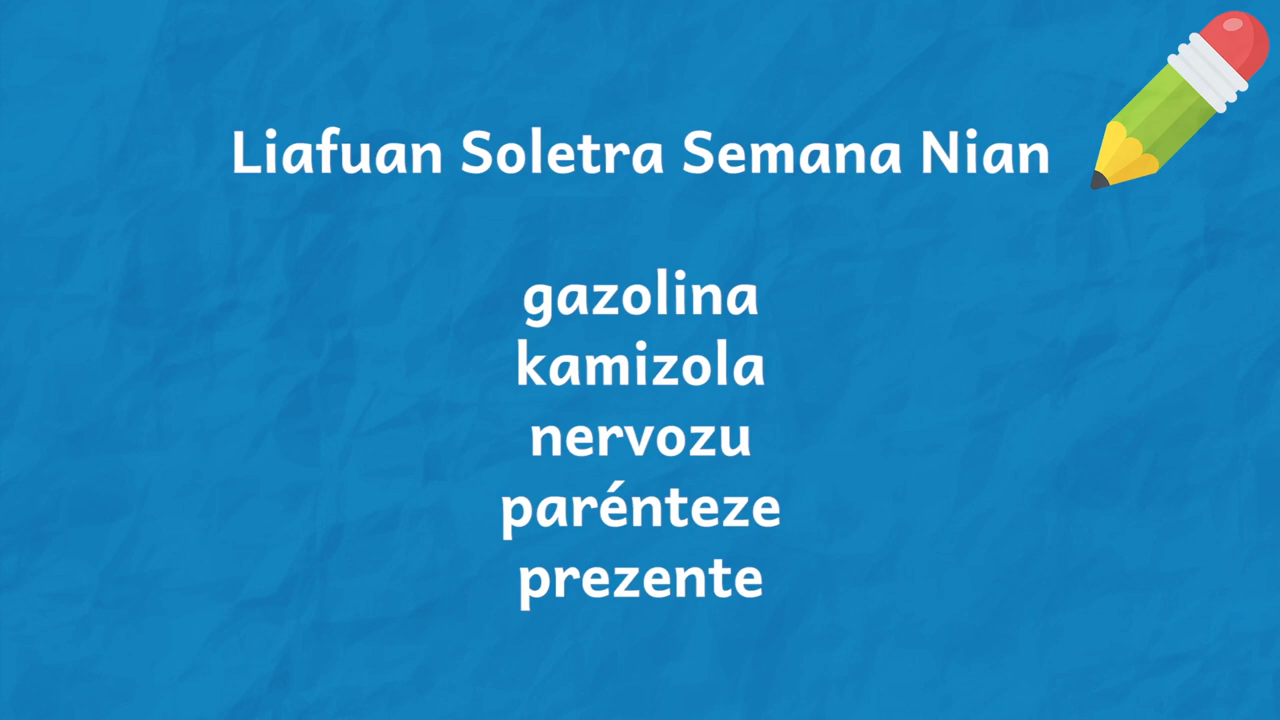 Liafuan Soletra Semana Nian
gazolina
kamizola
nervozu
parénteze
prezente